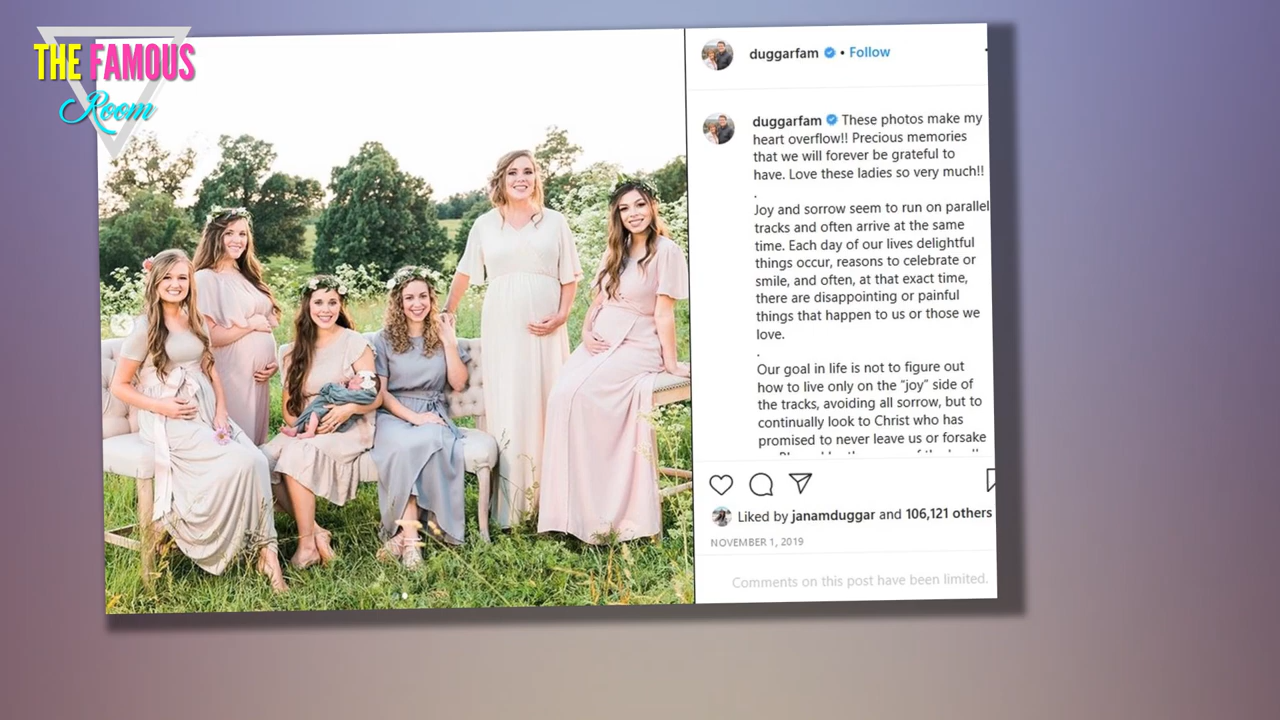 THE FAMOUS
Room
duggarfam • Follow
duggarfam These photos make my
heart overflow!! Precious memories
that we will forever be grateful to
have. Love these ladies so very much!!
.
Joy and sorrow seem to run on parallel
tracks and often arrive at the same
time. Each day of our lives delightful
things occur, reasons to celebrate or
smile, and often, at that exact time,
there are disappointing or painful
things that happen to us or those we
love.
.
Our goal in life is not to figure out
how to live only on the “joy” side of
the tracks, avoiding all sorrow, but to
continually look to Christ who has
promised to never leave us or forsake
Liked by janamduggar and 106,121 others
NOVEMBER 1, 2019
Comments on this post have been limited.